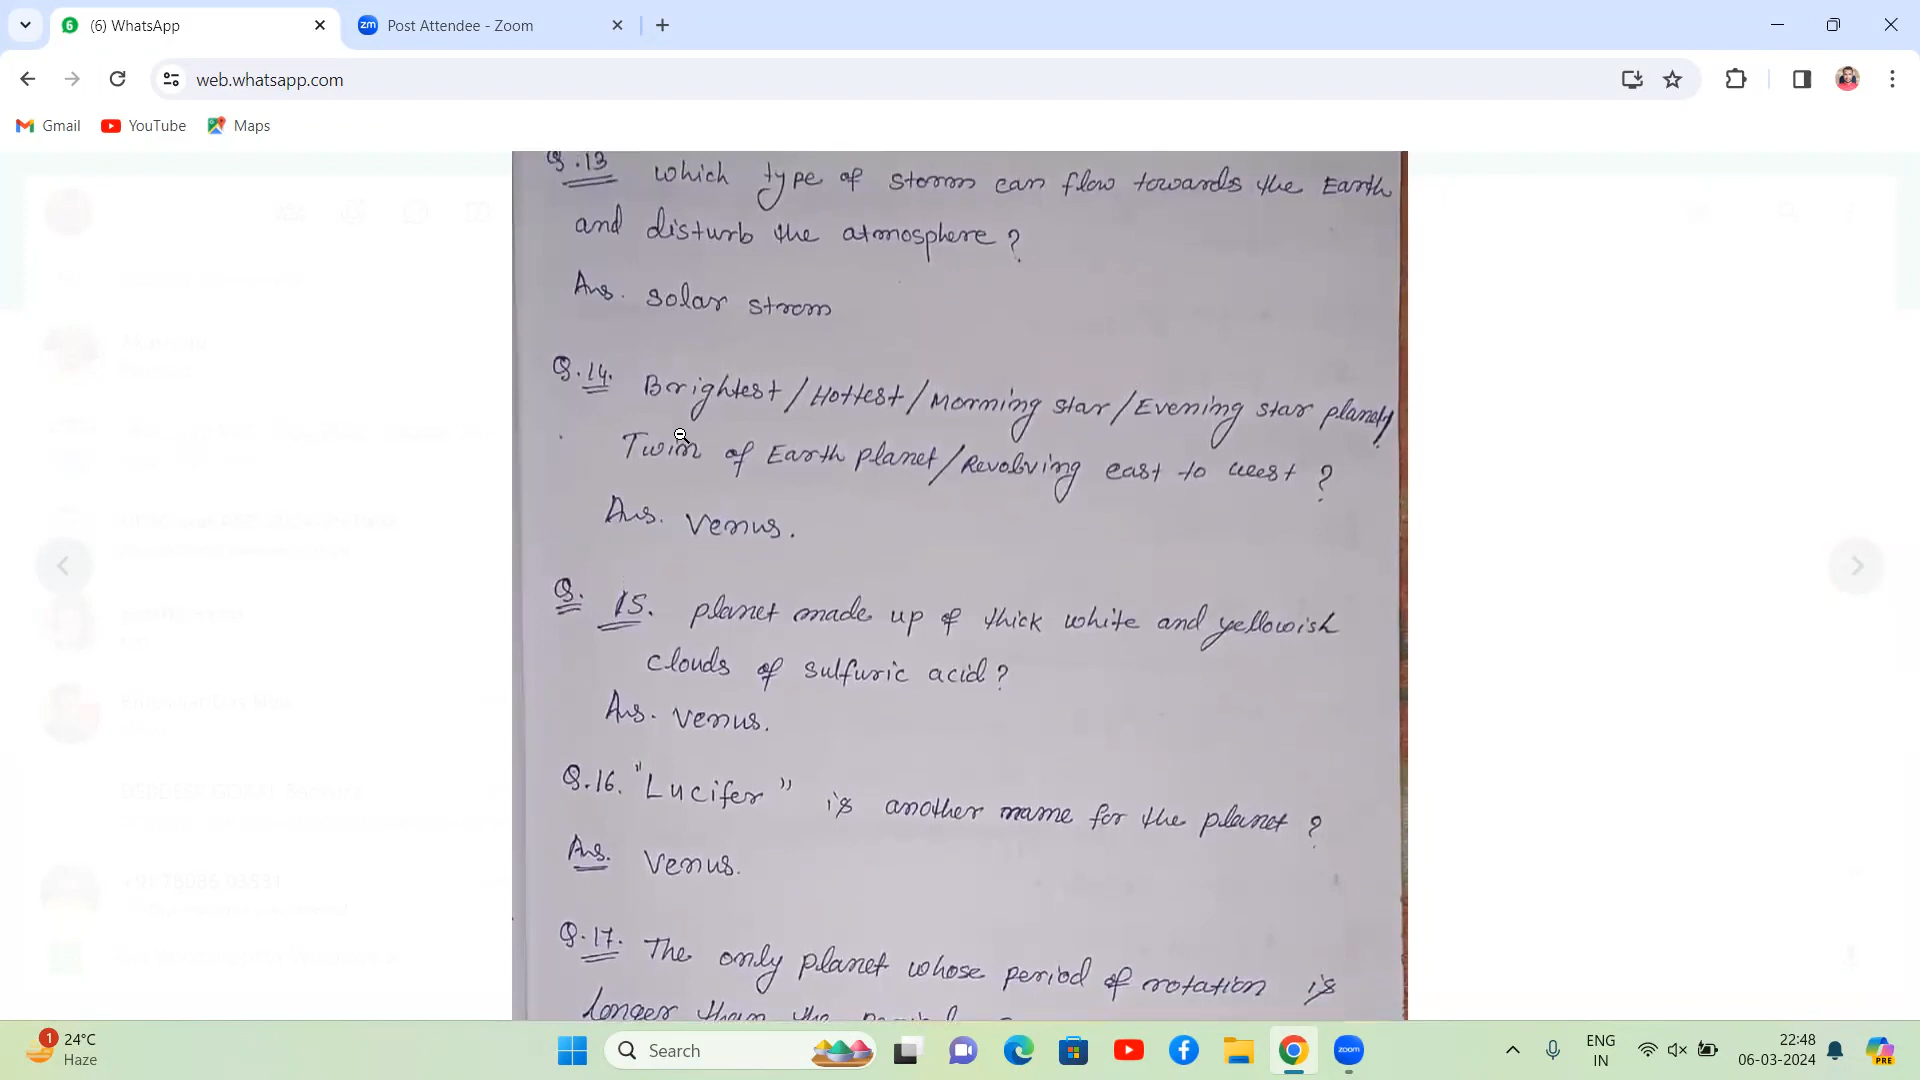 (6) WhatsApp
Post Attendee - Zoom
web.whatsapp.com
Gmail
YouTube
Maps
Q.13 which type of storm can flow towards the Earth
and disturb the atmosphere?
Ans. solar strom
Q.14. Brightest/Hottest/Morning star/Evening star planet/
Twin of Earth planet/Revolving east to west ?
Ans. Venus.
Q. 15. planet made up of thick white and yellowish
clouds of sulfuric acid?
Ans. Venus.
Q.16. "Lucifer" is another name for the planet ?
Ans. Venus.
Q.17. The only planet whose period of rotation is
longer than the
24°C
Haze
Search
ENG
IN
22:48
06-03-2024